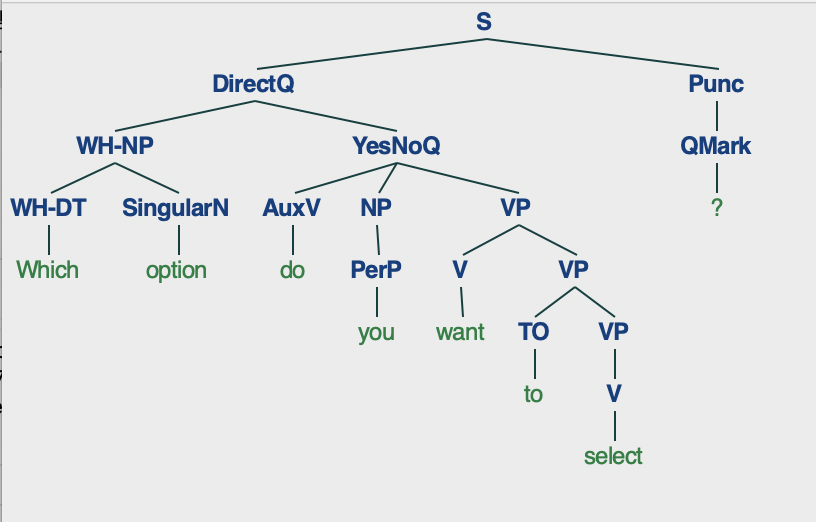 S
DirectQ Punc
WH-NP YesNoQ QMark
WH-DT SingularN AuxV NP VP ?
Which option do PerP V VP
you want TO VP
to V
select